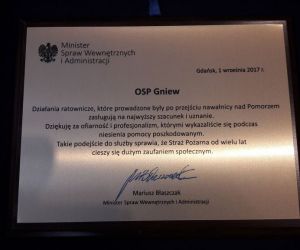 Minister
Spraw Wewnętrznych
i Administracji
Gdańsk, 1 września 2017 r.
OSP Gniew
Działania ratownicze, które prowadzone były po przejściu nawałnicy nad Pomorzem
zasługują na najwyższy szacunek i uznanie.
Dziękuję za ofiarność i profesjonalizm, którymi wykazaliście się podczas
niesienia pomocy poszkodowanym.
Takie podejście do służby sprawia, że Straż Pożarna od wielu lat
cieszy się dużym zaufaniem społecznym.
Mariusz Błaszczak
Minister Spraw Wewnętrznych i Administracji